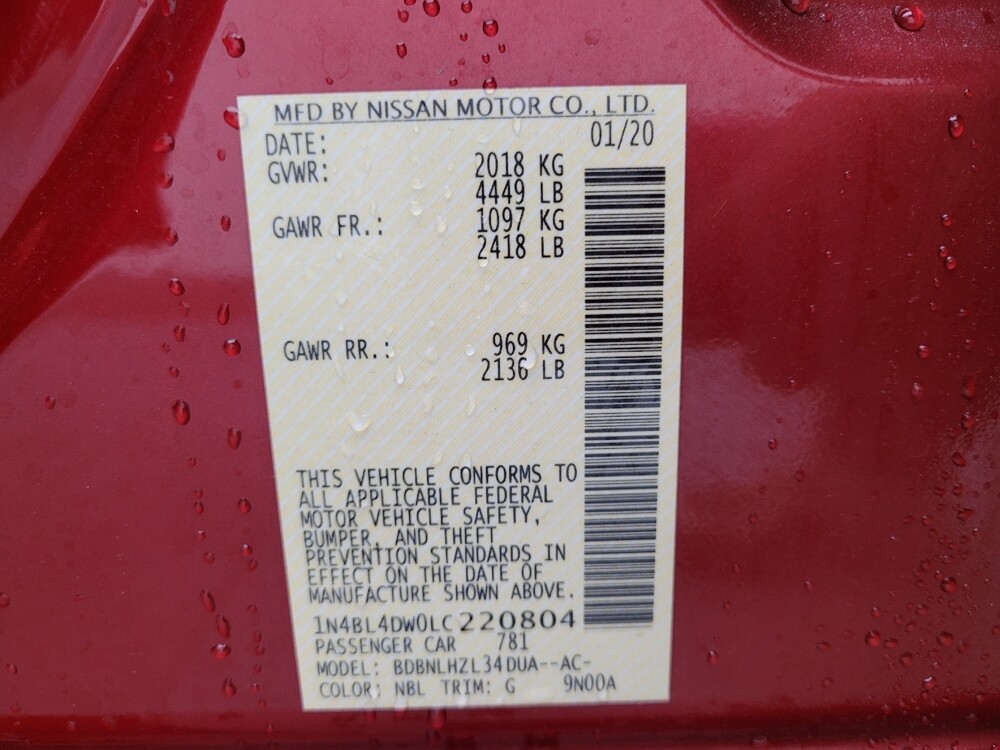 MFD BY NISSAN MOTOR CO., LTD.
DATE: 01/20
GVWR: 2018 KG
4449 LB
GAWR FR.: 1097 KG
2418 LB
GAWR RR.: 969 KG
2136 LB
THIS VEHICLE CONFORMS TO
ALL APPLICABLE FEDERAL
MOTOR VEHICLE SAFETY,
BUMPER, AND THEFT
PREVENTION STANDARDS IN
EFFECT ON THE DATE OF
MANUFACTURE SHOWN ABOVE.
1N4BL4DW0LC220804
PASSENGER CAR 781
MODEL: BDBNLHZL34DUA--AC-
COLOR: NBL TRIM: G 9N00A